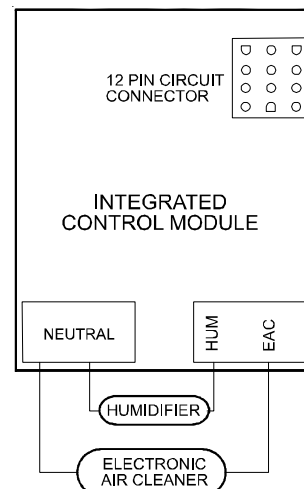 12 PIN CIRCUIT
CONNECTOR
INTEGRATED
CONTROL MODULE
NEUTRAL
HUM
EAC
HUMIDIFIER
ELECTRONIC
AIR CLEANER